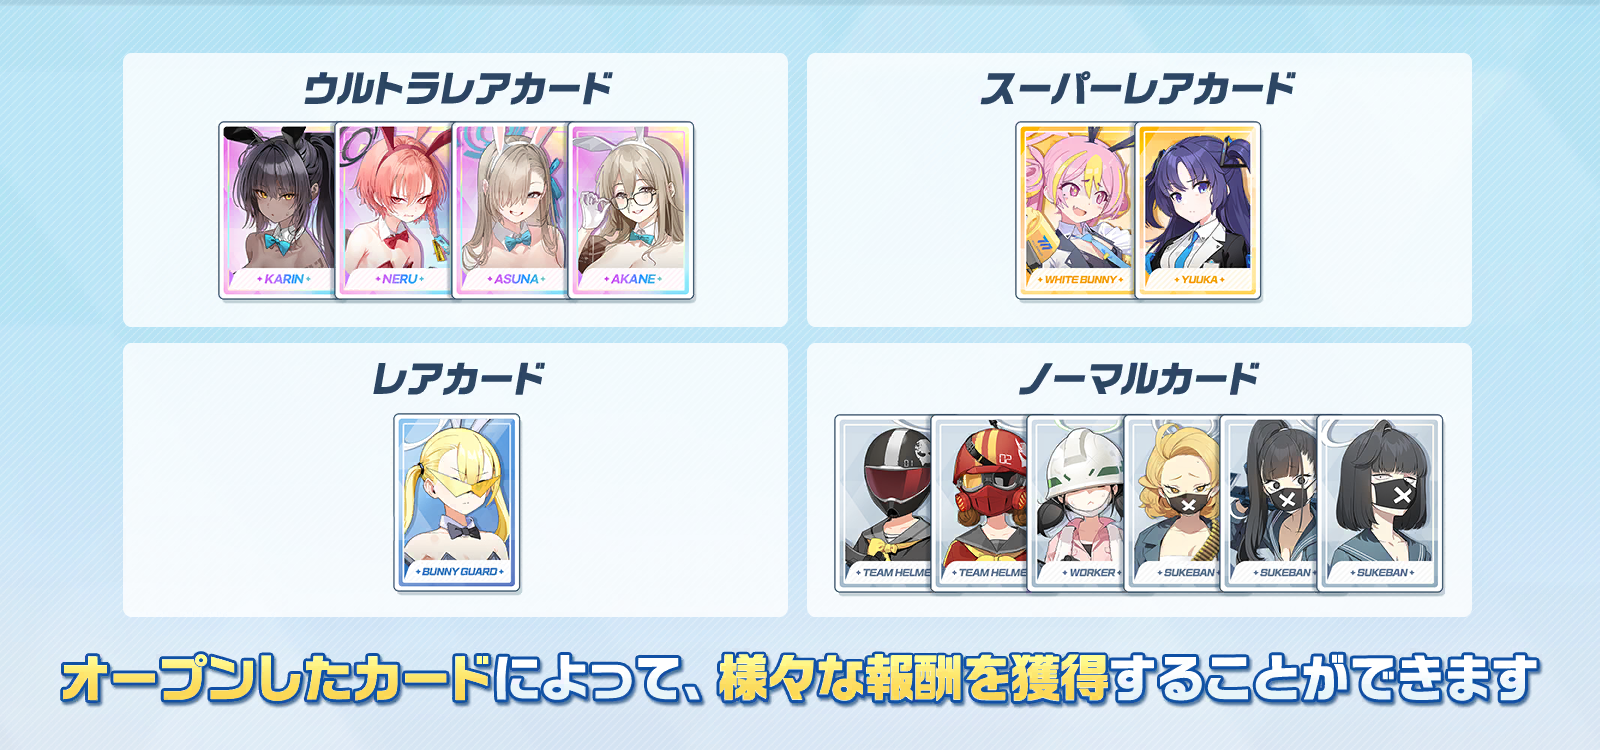 ウルトラレアカード
KARIN
NERU
ASUNA
AKANE
スーパーレアカード
WHITE BUNNY
YUUKA
レアカード
BUNNY GUARD
ノーマルカード
01
02
TEAM HELME
TEAM HELME
WORKER
SUKEBAN
SUKEBAN
SUKEBAN
オープンしたカードによって、様々な報酬を獲得することができます